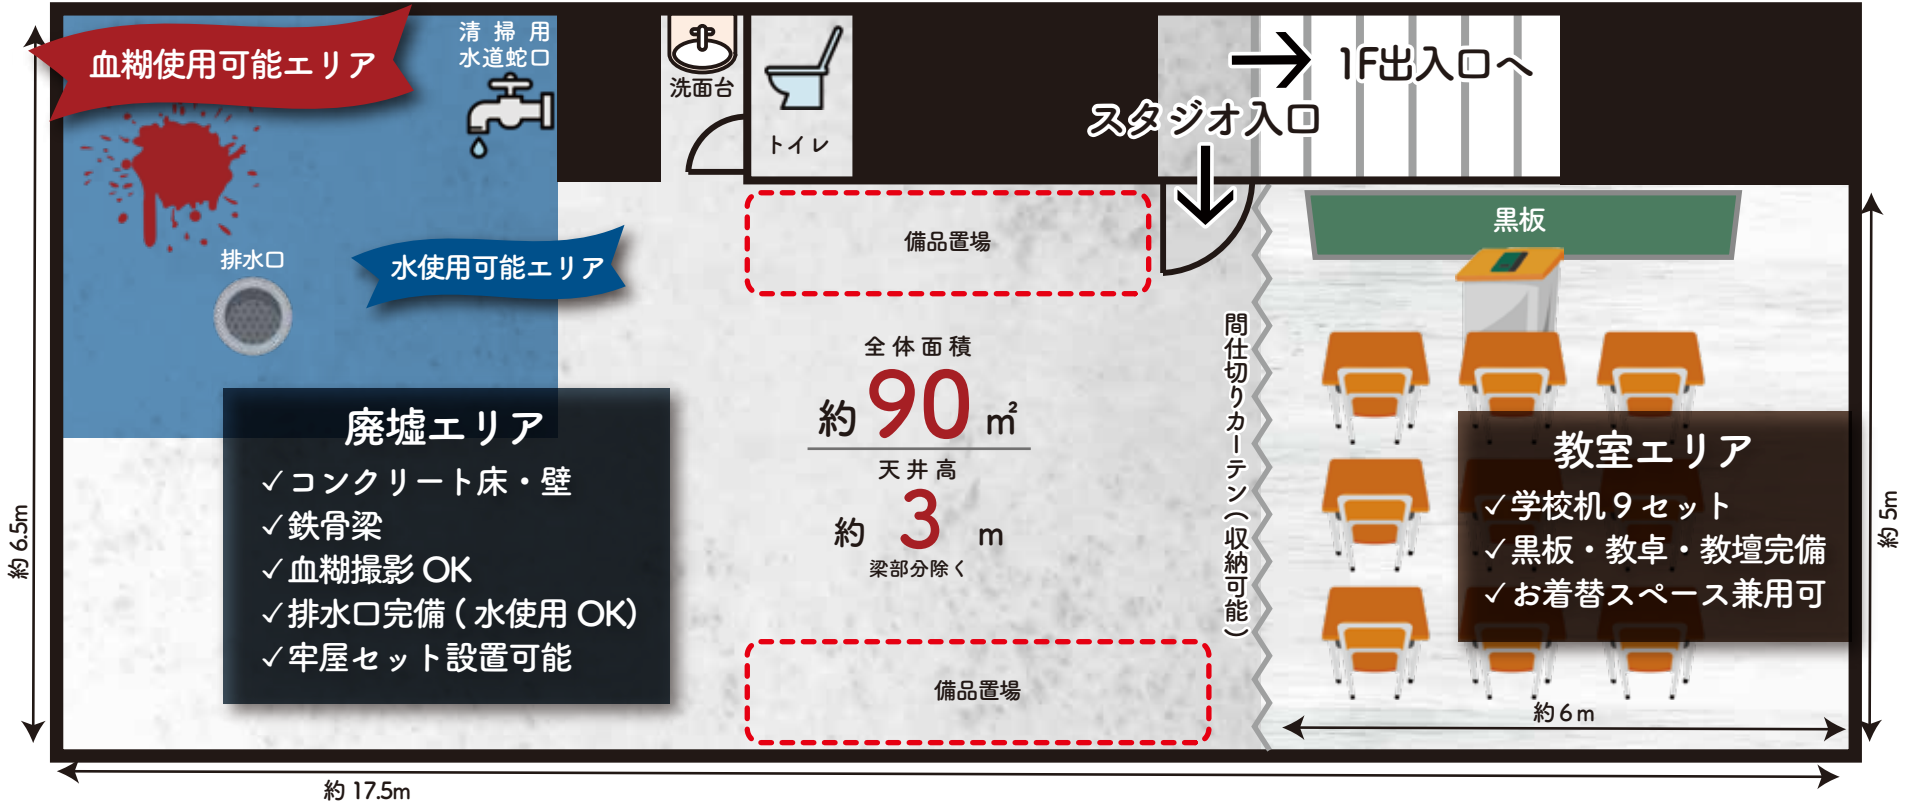 血糊使用可能エリア
清掃用
水道蛇口
洗面台
トイレ
1F出入口へ
スタジオ入口
黒板
備品置場
排水口
水使用可能エリア
全体面積
約90㎡
天井高
約3m
梁部分除く
間仕切りカーテン(収納可能)
廃墟エリア
✓コンクリート床・壁
✓鉄骨梁
✓血糊撮影OK
✓排水口完備(水使用OK)
✓牢屋セット設置可能
教室エリア
✓学校机9セット
✓黒板・教卓・教壇完備
✓お着替スペース兼用可
備品置場
約6.5m
約5m
約6m
約17.5m